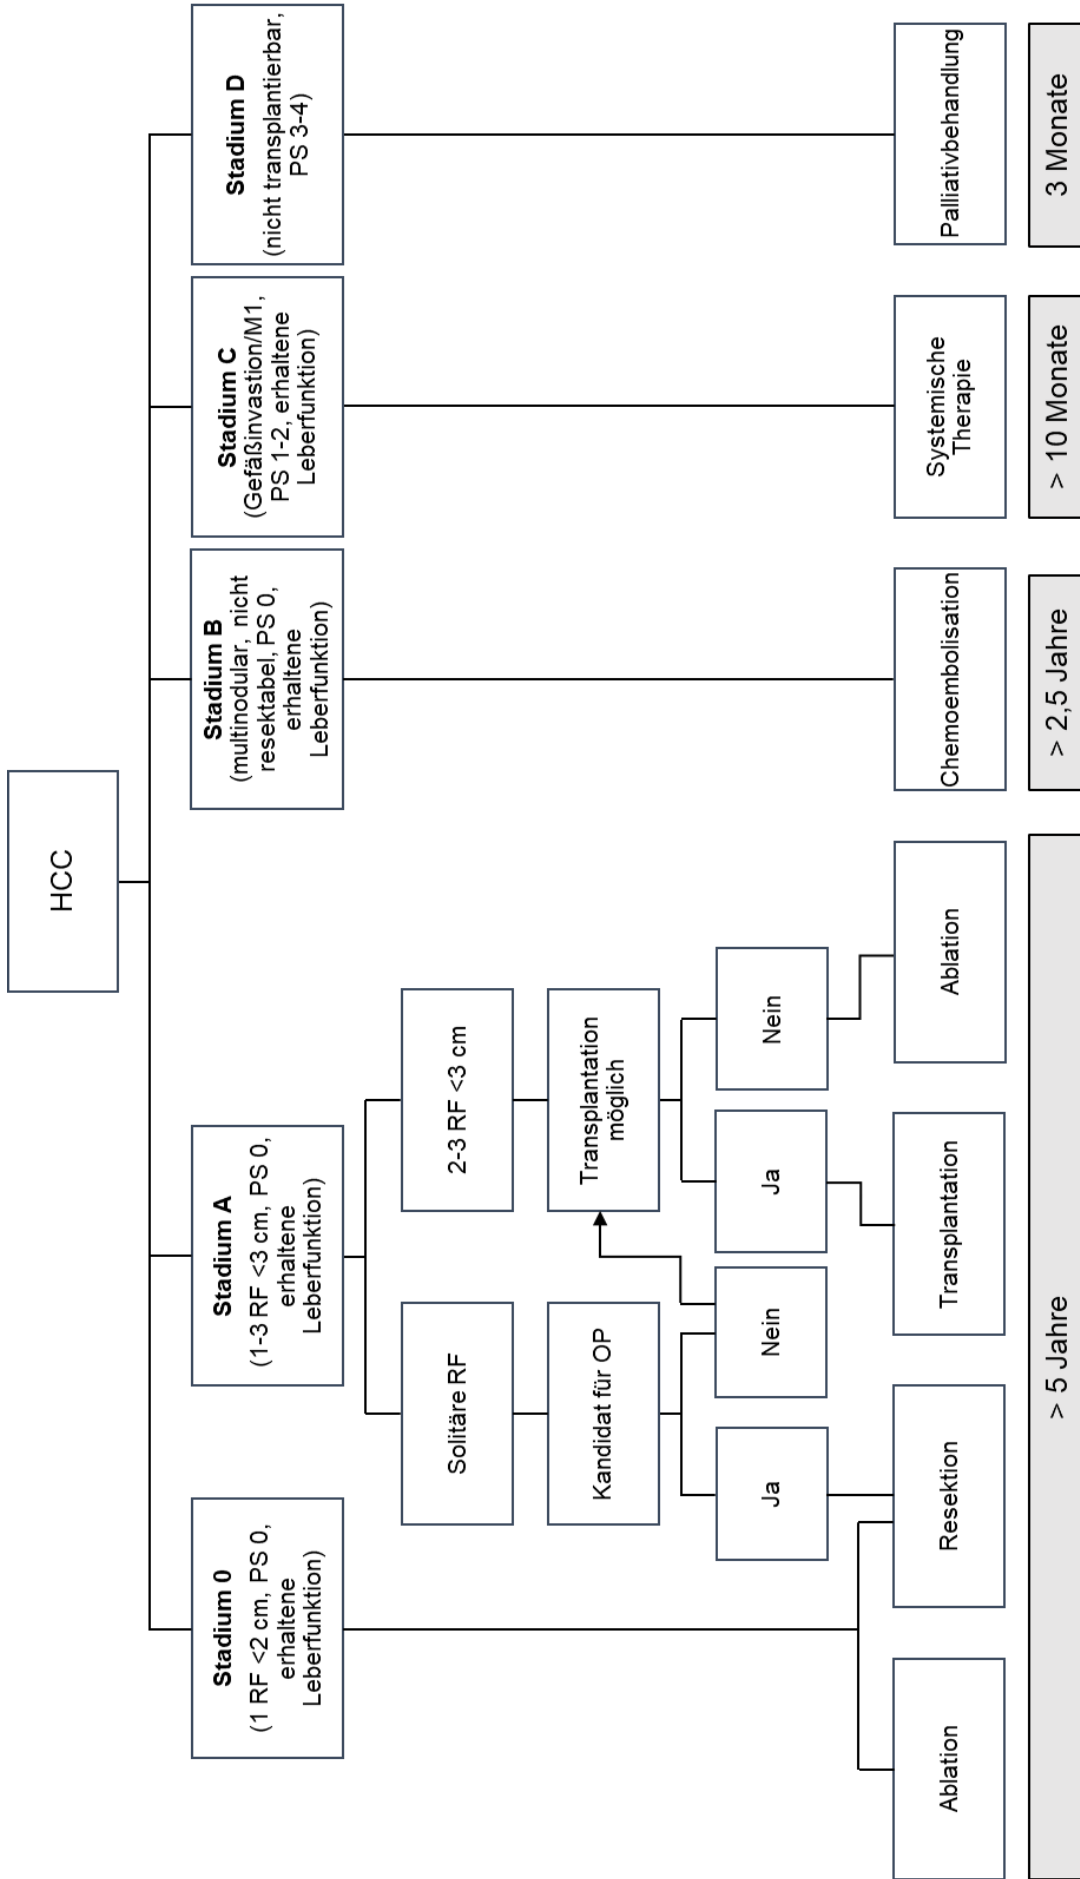 HCC
Stadium 0
(1 RF <2 cm, PS 0,
erhaltene
Leberfunktion)
Stadium A
(1-3 RF <3 cm, PS 0,
erhaltene
Leberfunktion)
Stadium B
(multinodular, nicht
resektabel, PS 0,
erhaltene
Leberfunktion)
Stadium C
(Gefäßinvastion/M1,
PS 1-2, erhaltene
Leberfunktion)
Stadium D
(nicht transplantierbar,
PS 3-4)
Solitäre RF
2-3 RF <3 cm
Kandidat für OP
Transplantation
möglich
Ja
Nein
Ja
Nein
Ablation
Resektion
Transplantation
Ablation
Chemoembolisation
Systemische
Therapie
Palliativbehandlung
> 5 Jahre
> 2,5 Jahre
> 10 Monate
3 Monate